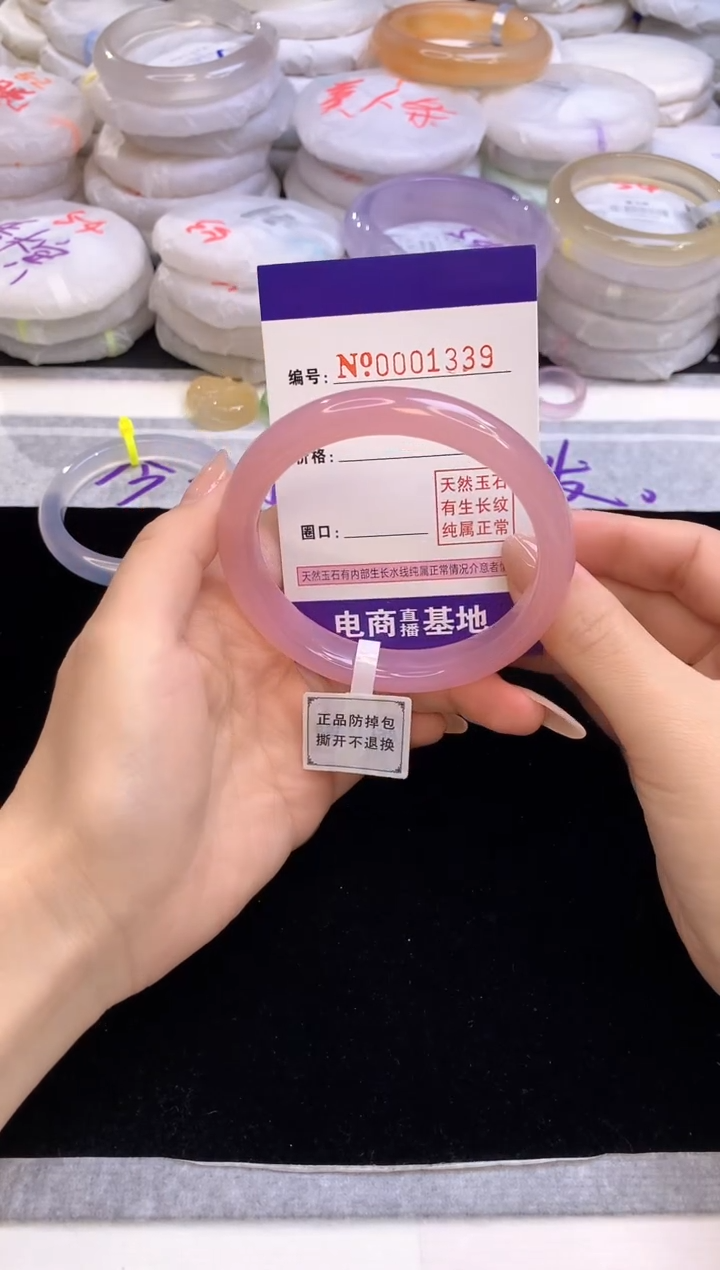 美人
编号: №0001339
价格:
圈口:
天然玉石
有生长纹
纯属正常
天然玉石有内部生长水线纯属正常情况介意者慎
电商直播基地
正品防掉包
撕开不退换
今
发。